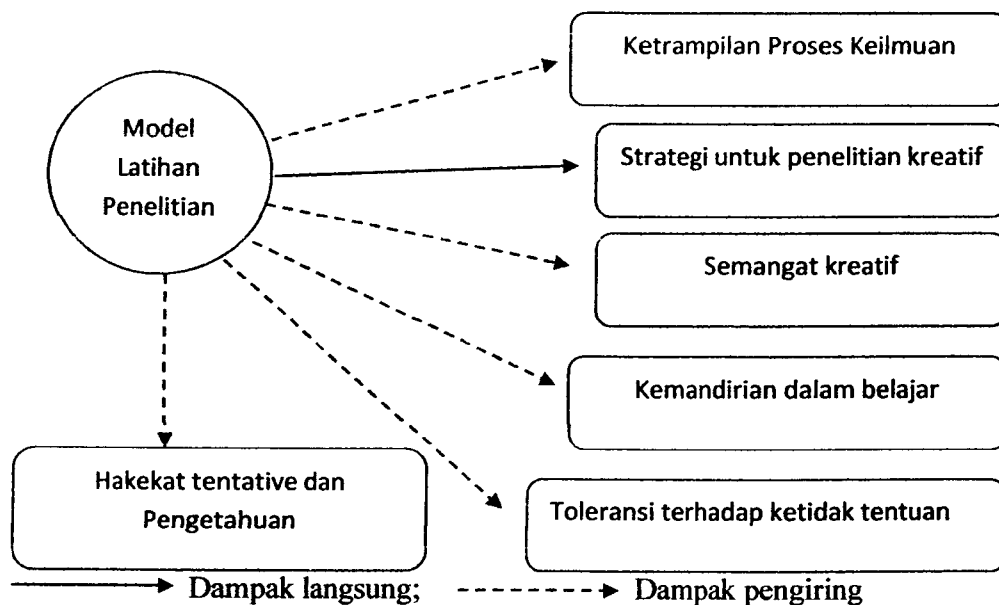 Model
Latihan
Penelitian
Ketrampilan Proses Keilmuan
Strategi untuk penelitian kreatif
Semangat kreatif
Kemandirian dalam belajar
Toleransi terhadap ketidak tentuan
Hakekat tentative dan
Pengetahuan
Dampak langsung; Dampak pengiring